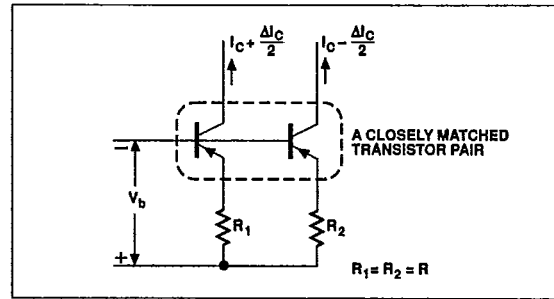 I_C + ΔI_C/2
I_C − ΔI_C/2
A CLOSELY MATCHED
TRANSISTOR PAIR
−
V_b
+
R_1
R_2
R_1 = R_2 = R